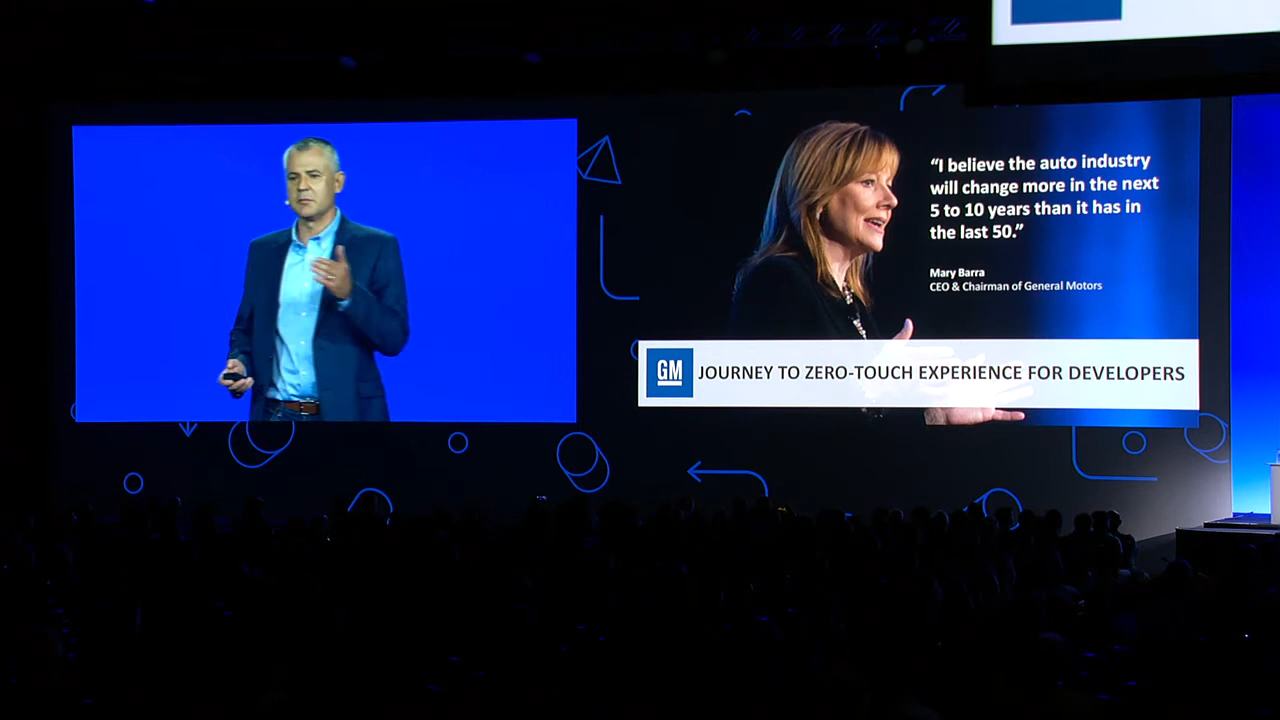 “I believe the auto industry
will change more in the next
5 to 10 years than it has in
the last 50.”
Mary Barra
CEO & Chairman of General Motors
GM JOURNEY TO ZERO-TOUCH EXPERIENCE FOR DEVELOPERS